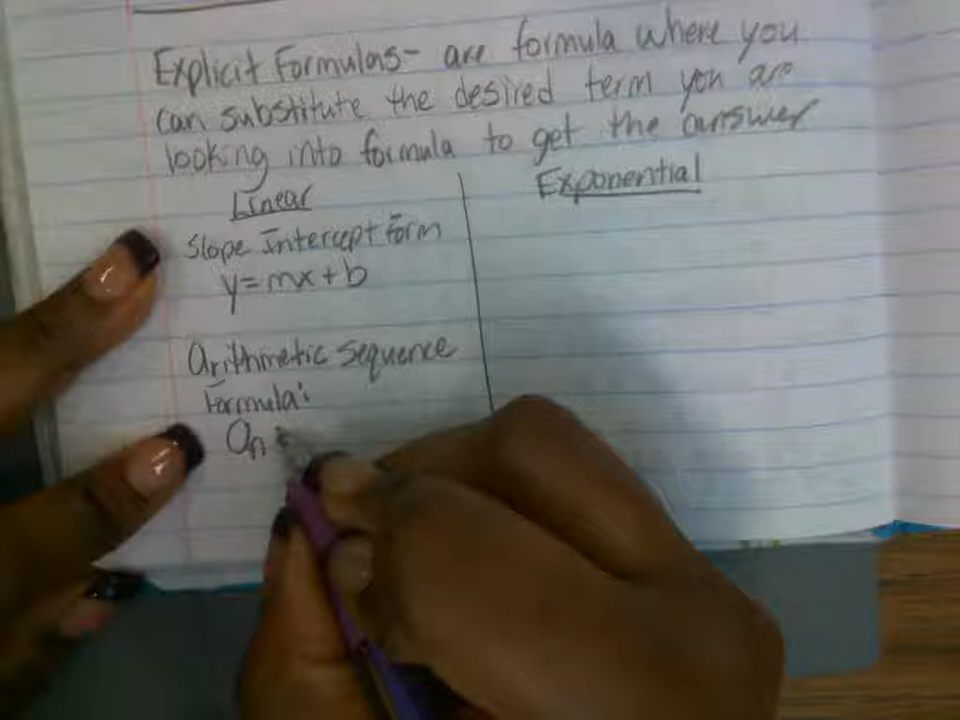 Explicit Formulas- are formula where you
can substitute the desired term you are
looking into formula to get the answer
Linear
Slope Intercept form
y=mx+b
Arithmetic sequence
Formula:
an
Exponential